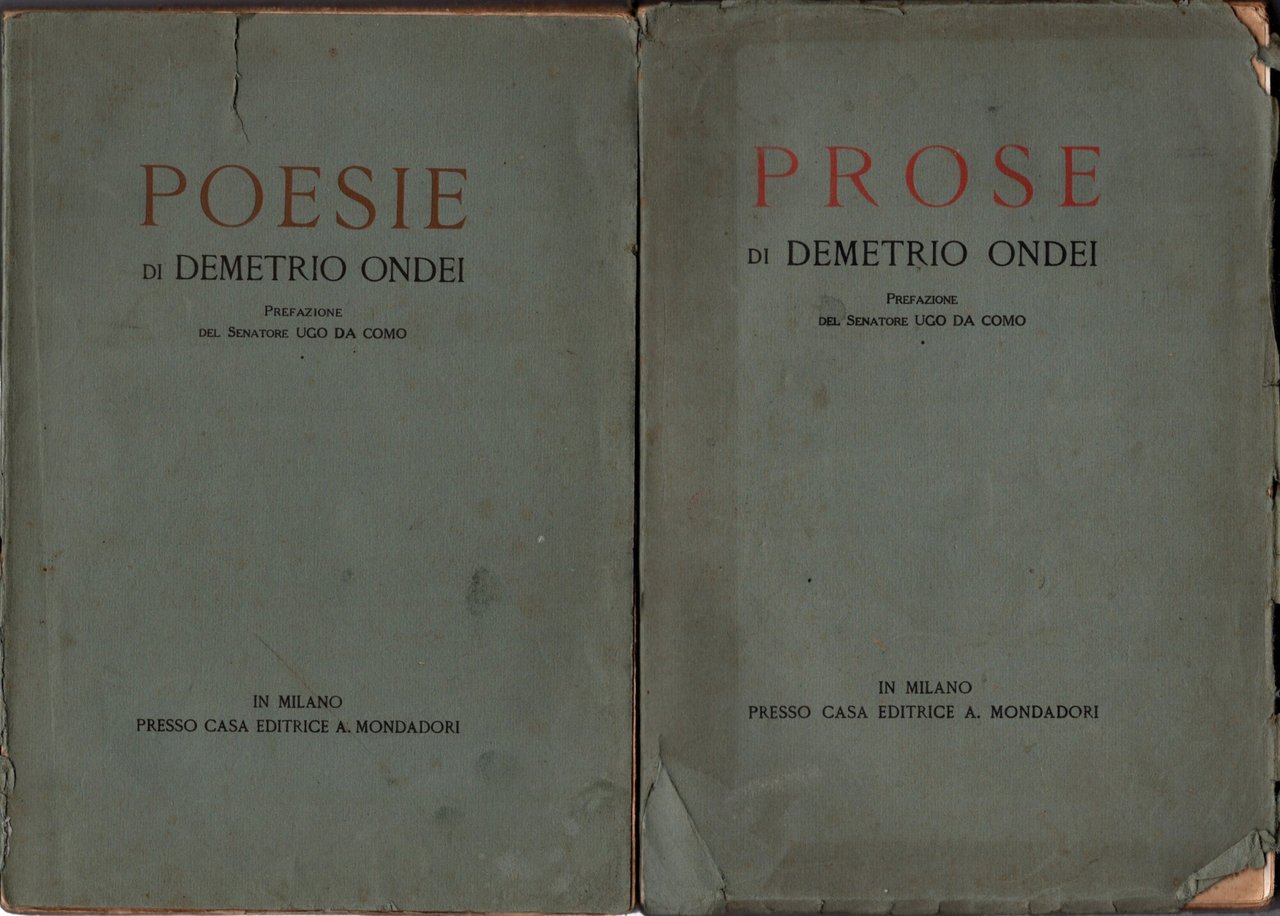 POESIE
DI DEMETRIO ONDEI
PREFAZIONE
DEL SENATORE UGO DA COMO
IN MILANO
PRESSO CASA EDITRICE A. MONDADORI
PROSE
DI DEMETRIO ONDEI
PREFAZIONE
DEL SENATORE UGO DA COMO
IN MILANO
PRESSO CASA EDITRICE A. MONDADORI